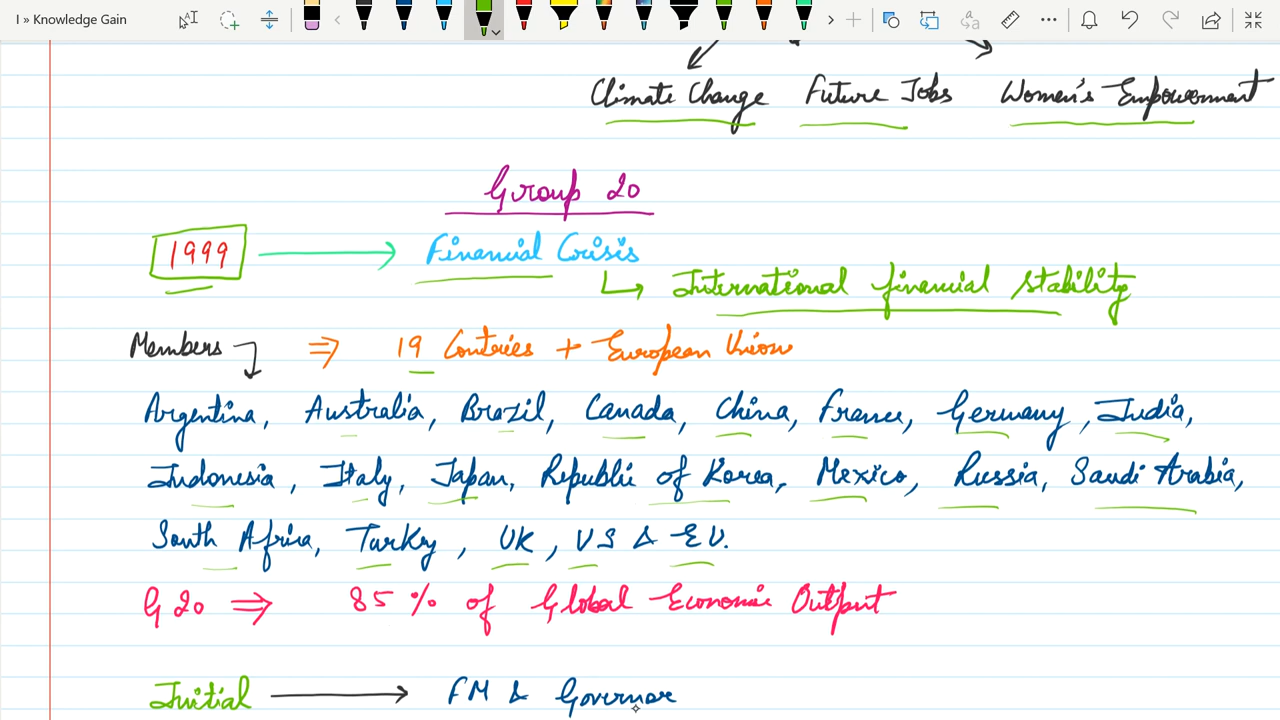 I » Knowledge Gain
Climate Change Future Jobs Women's Empowerment
Group 20
1999 → Financial Crisis
↳ International financial stability
Members ⇒ 19 Contries + European Union
Argentina, Australia, Brazil, Canada, China, France, Germany, India,
Indonesia, Italy, Japan, Republic of Korea, Mexico, Russia, Saudi Arabia,
South Africa, Turkey, UK, US & EU.
G 20 ⇒ 85% of Global Economic Output
Initial → FM & Governor